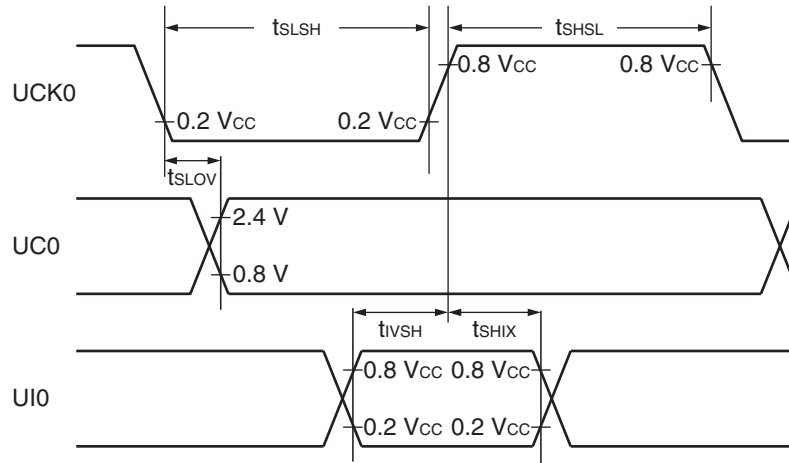 tSLSH tSHSL
0.8 VCC 0.8 VCC
UCK0
0.2 VCC 0.2 VCC
tSLOV
2.4 V
UC0
0.8 V
tIVSH tSHIX
0.8 VCC 0.8 VCC
UI0
0.2 VCC 0.2 VCC